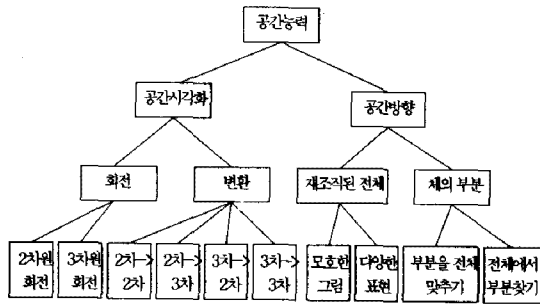 공간능력
공간시각화
공간방향
회전
변환
재조직된 전체
체의 부분
2차원
회전
3차원
회전
2차→
2차
2차→
3차
3차→
2차
3차→
3차
모호한
그림
다양한
표현
부분을 전체
맞추기
전체에서
부분찾기